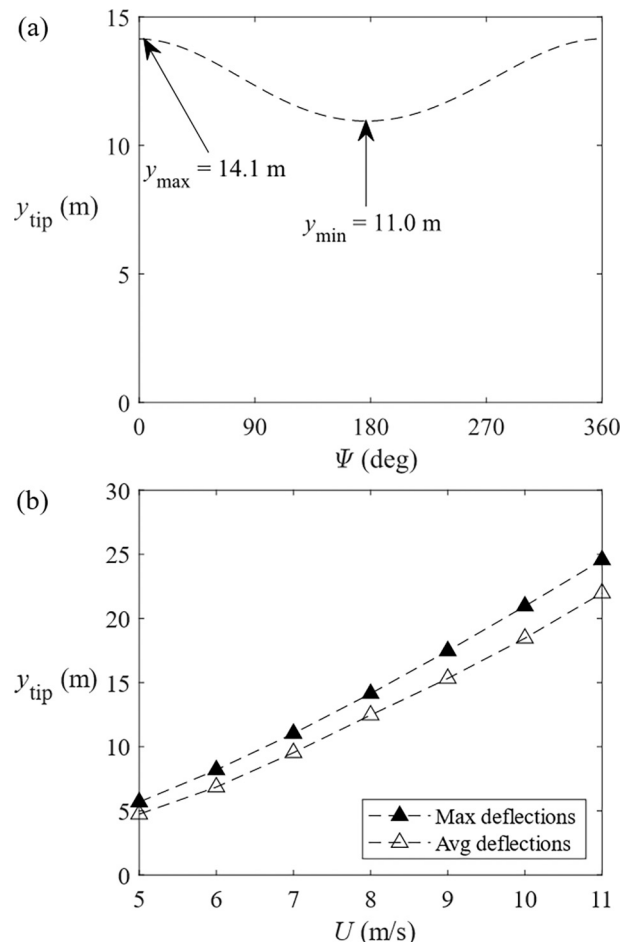 (a)
15
10
5
0
y_tip (m)
y_max = 14.1 m
y_min = 11.0 m
0 90 180 270 360
Ψ (deg)
(b)
30
25
20
15
10
5
0
y_tip (m)
Max deflections
Avg deflections
5 6 7 8 9 10 11
U (m/s)